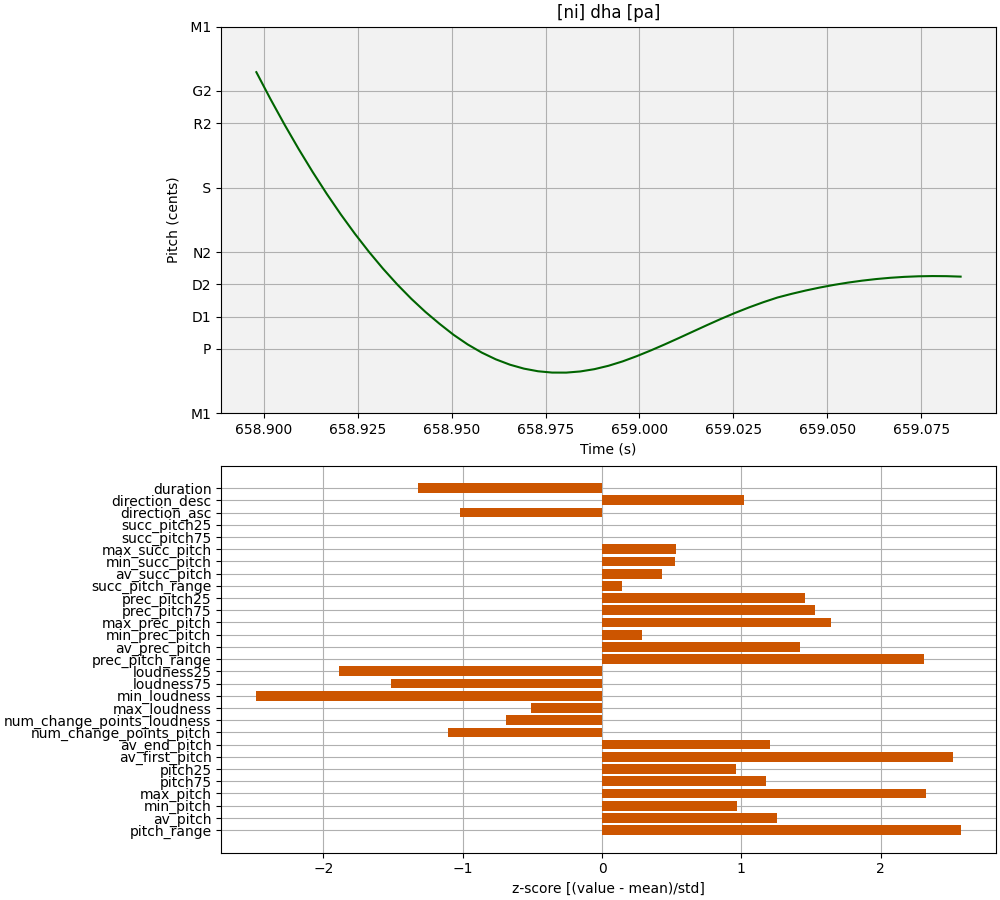 [ni] dha [pa]
M1
G2
R2
S
N2
D2
D1
P
M1
Pitch (cents)
658.900 658.925 658.950 658.975 659.000 659.025 659.050 659.075
Time (s)
duration
direction_desc
direction_asc
succ_pitch25
succ_pitch75
max_succ_pitch
min_succ_pitch
av_succ_pitch
succ_pitch_range
prec_pitch25
prec_pitch75
max_prec_pitch
min_prec_pitch
av_prec_pitch
prec_pitch_range
loudness25
loudness75
min_loudness
max_loudness
num_change_points_loudness
num_change_points_pitch
av_end_pitch
av_first_pitch
pitch25
pitch75
max_pitch
min_pitch
av_pitch
pitch_range
−2 −1 0 1 2
z-score [(value - mean)/std]